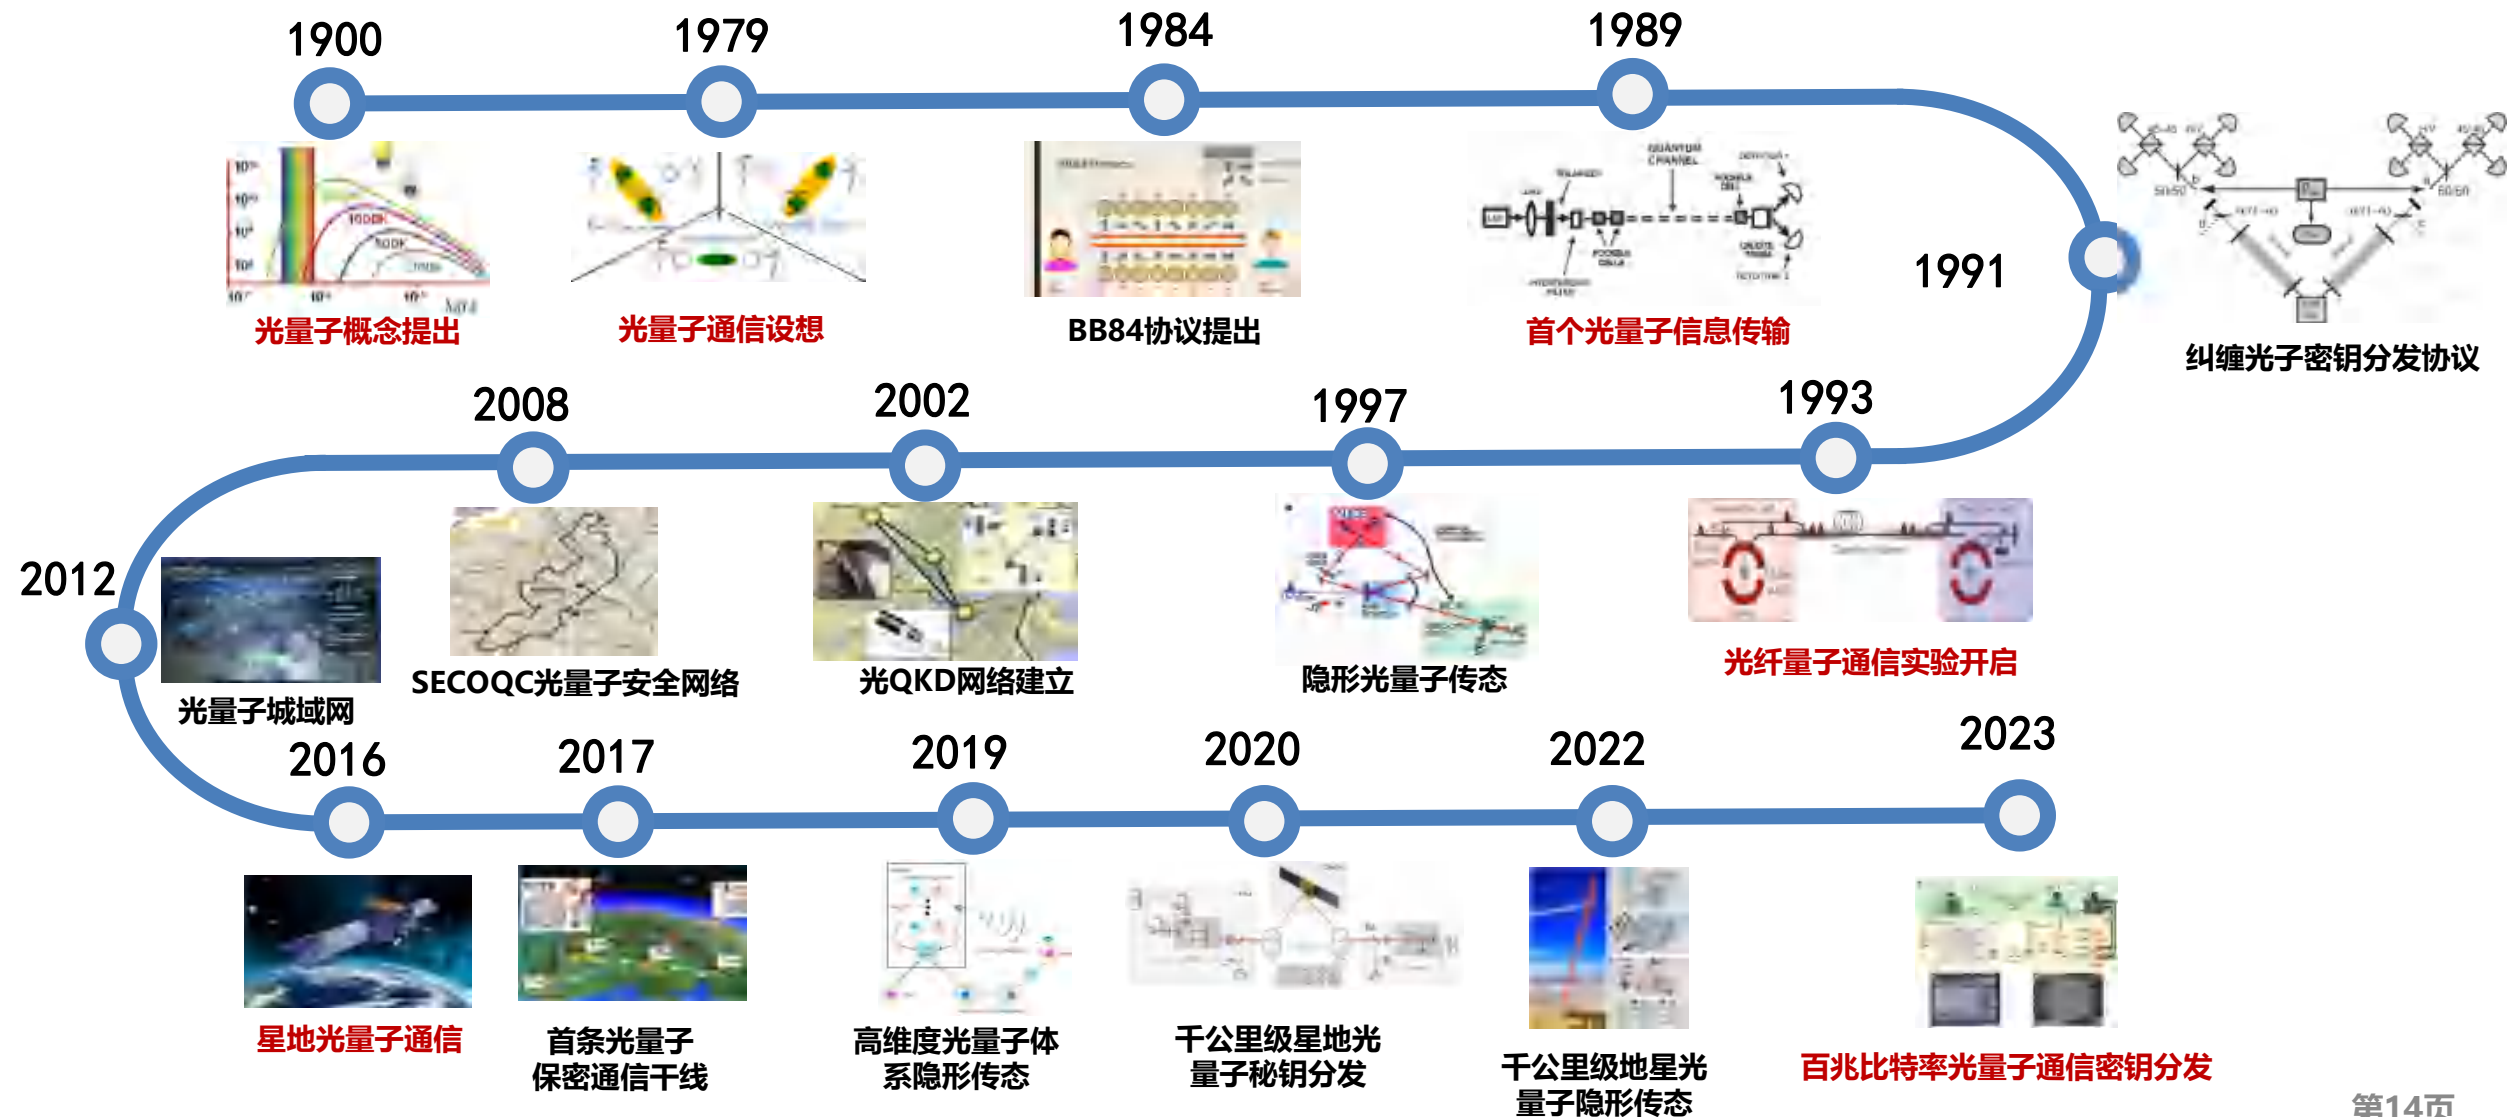 1900
1979
1984
1989
光量子概念提出
光量子通信设想
BB84协议提出
首个光量子信息传输
QUANTUM
CHANNEL
1000K
50/50
50/50
1991
纠缠光子密钥分发协议
2008
2002
1997
1993
2012
SECOQC光量子安全网络
光QKD网络建立
隐形光量子传态
光纤量子通信实验开启
光量子城域网
2016
2017
2019
2020
2022
2023
星地光量子通信
首条光量子
保密通信干线
高维度光量子体
系隐形传态
千公里级星地光
量子秘钥分发
千公里级地星光
量子隐形传态
百兆比特率光量子通信密钥分发
第14页